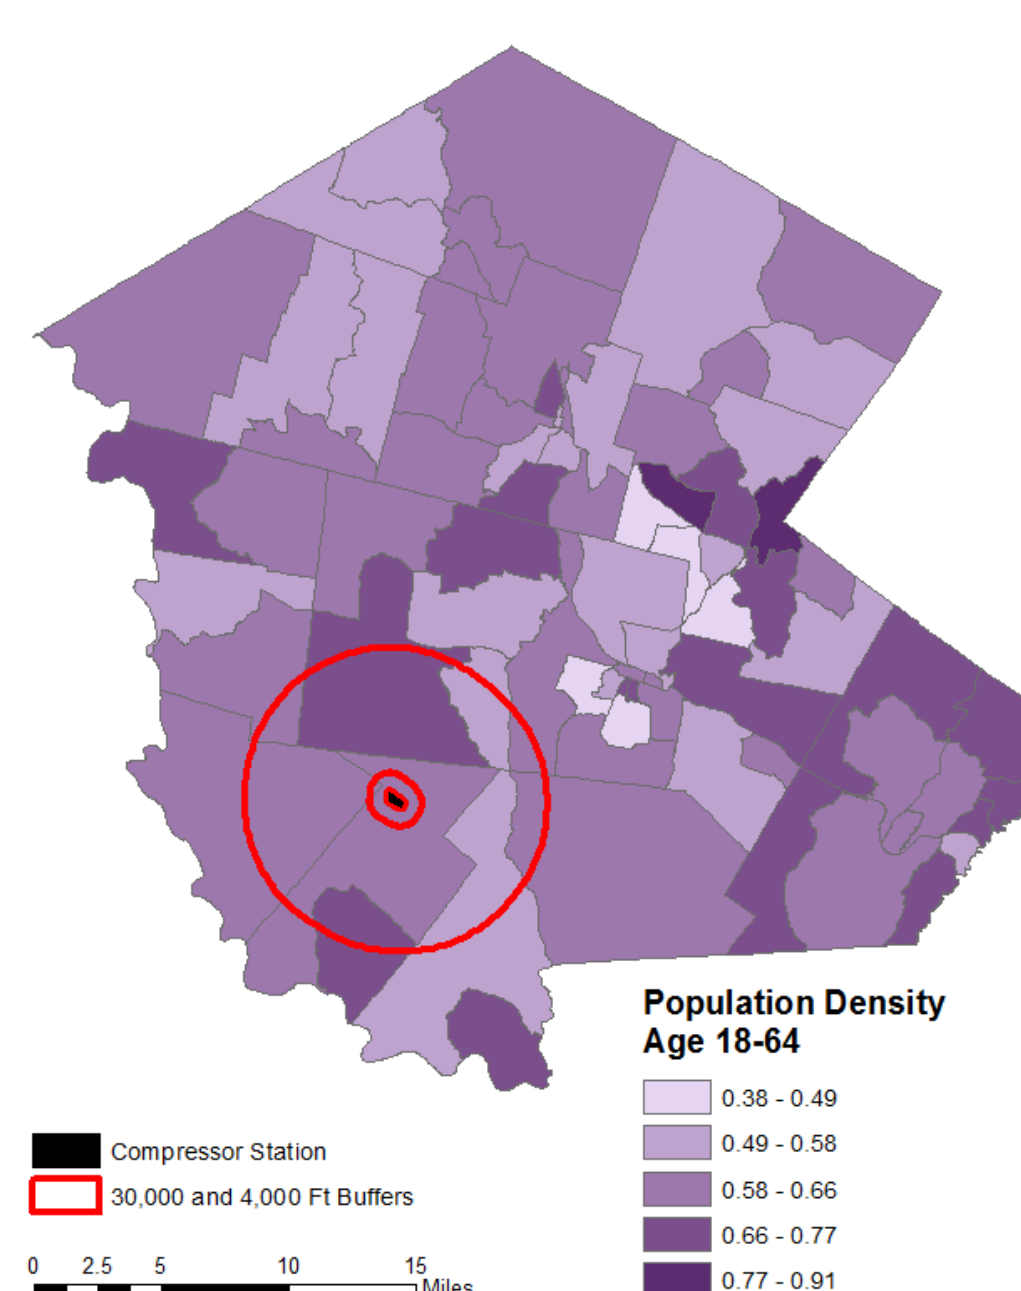 Population Density
Age 18-64
0.38 - 0.49
0.49 - 0.58
0.58 - 0.66
0.66 - 0.77
0.77 - 0.91
Compressor Station
30,000 and 4,000 Ft Buffers
0 2.5 5 10 15
Miles